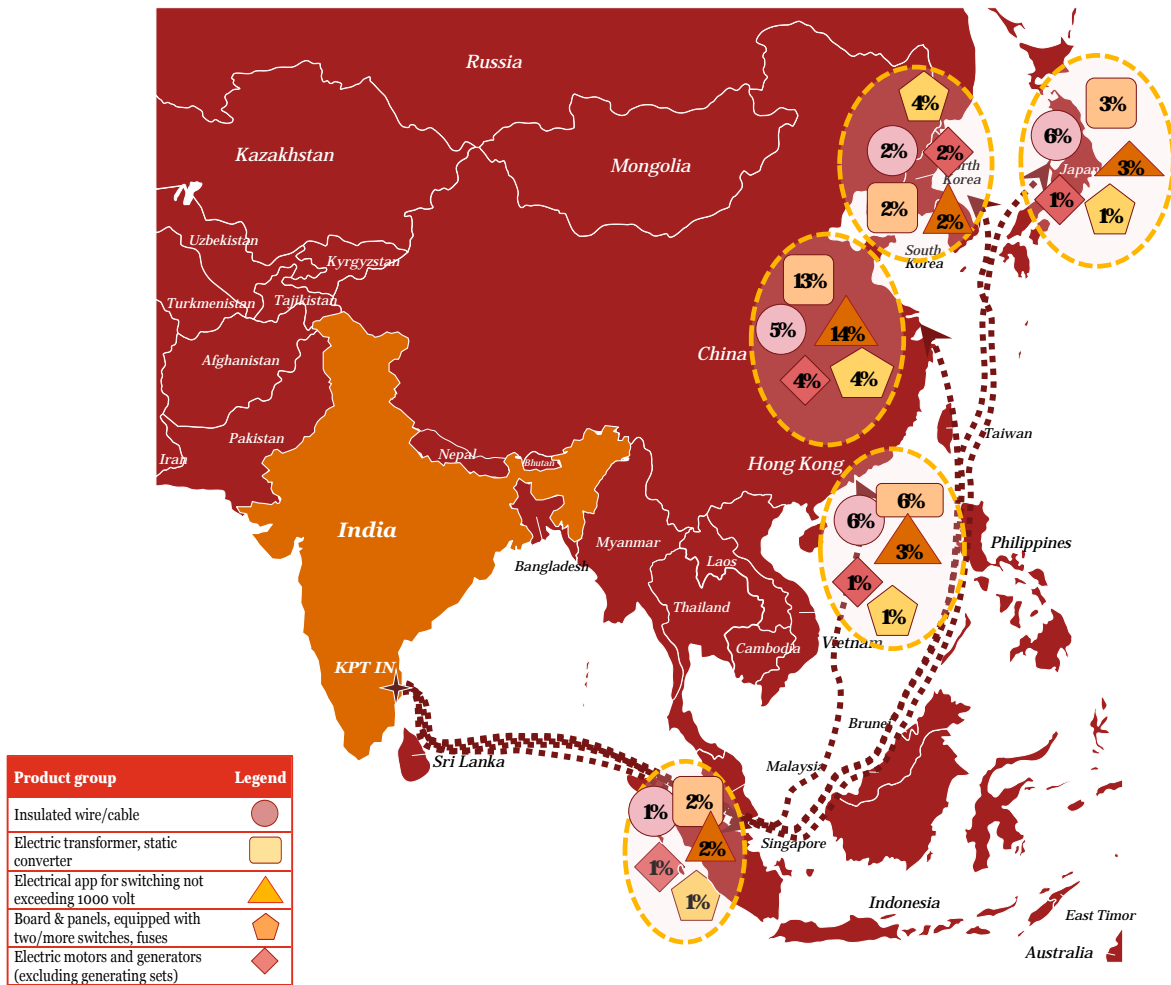 Russia
Kazakhstan
Mongolia
Uzbekistan
Kyrgyzstan
Turkmenistan
Tajikistan
Afghanistan
Pakistan
Iran
China
Nepal
Bhutan
India
Bangladesh
Myanmar
Laos
Thailand
Cambodia
Vietnam
Hong Kong
Taiwan
Philippines
North
Korea
South
Korea
Japan
4%
2%
2%
2%
2%
3%
6%
3%
1%
1%
13%
5%
14%
4%
4%
6%
6%
3%
1%
1%
KPT IN
Sri Lanka
Brunei
Malaysia
Singapore
Indonesia
East Timor
Australia
1%
2%
2%
1%
1%
Product group Legend
Insulated wire/cable
Electric transformer, static
converter
Electrical app for switching not
exceeding 1000 volt
Board & panels, equipped with
two/more switches, fuses
Electric motors and generators
(excluding generating sets)